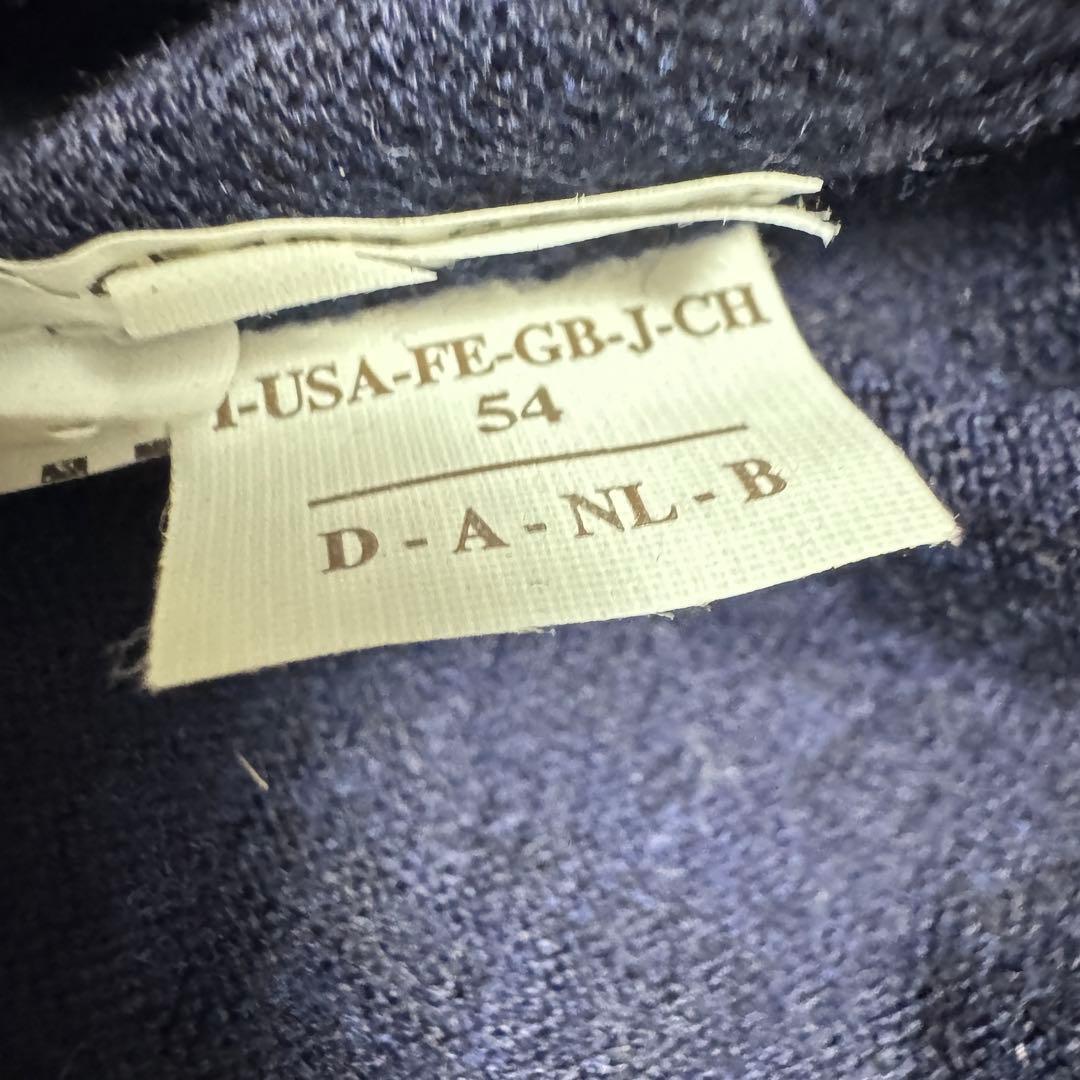 I-USA-FE-GB-J-CH
54
D - A - NL - B